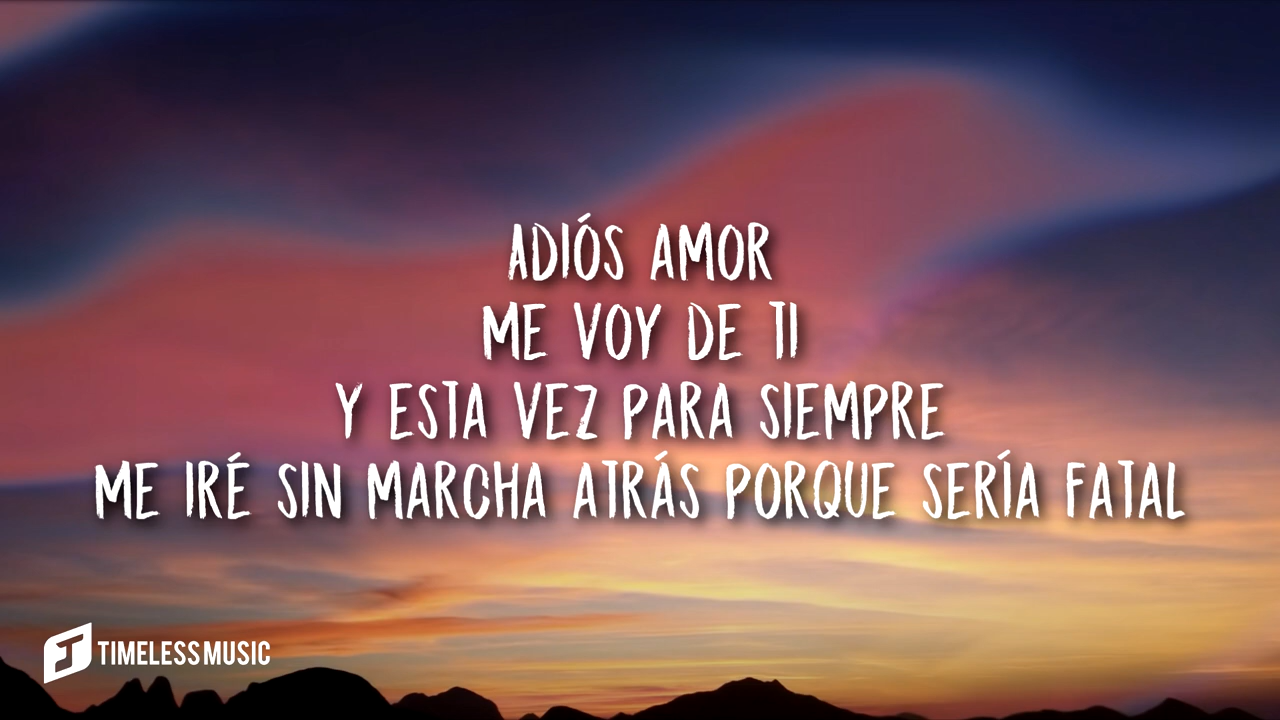 ADIÓS AMOR
ME VOY DE TI
Y ESTA VEZ PARA SIEMPRE
ME IRÉ SIN MARCHA ATRÁS PORQUE SERÍA FATAL
TIMELESS MUSIC